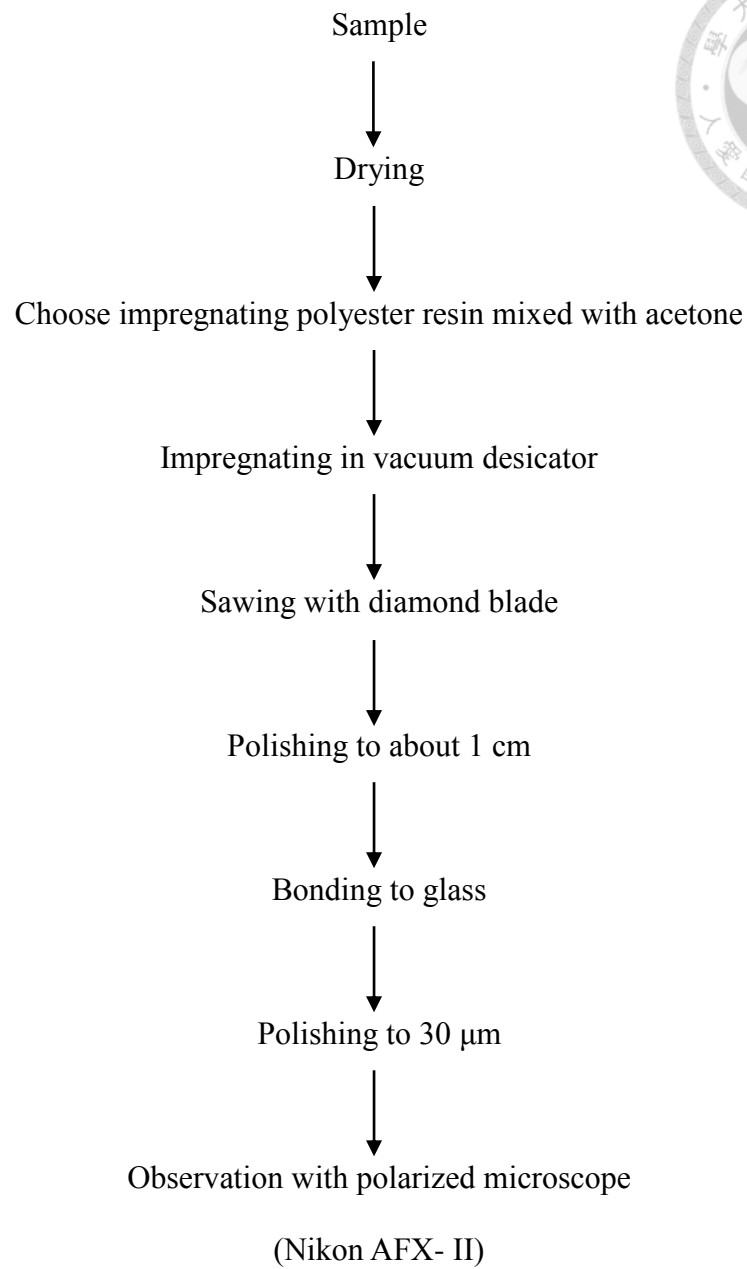 Sample
Drying
Choose impregnating polyester resin mixed with acetone
Impregnating in vacuum desicator
Sawing with diamond blade
Polishing to about 1 cm
Bonding to glass
Polishing to 30 μm
Observation with polarized microscope
(Nikon AFX- II)